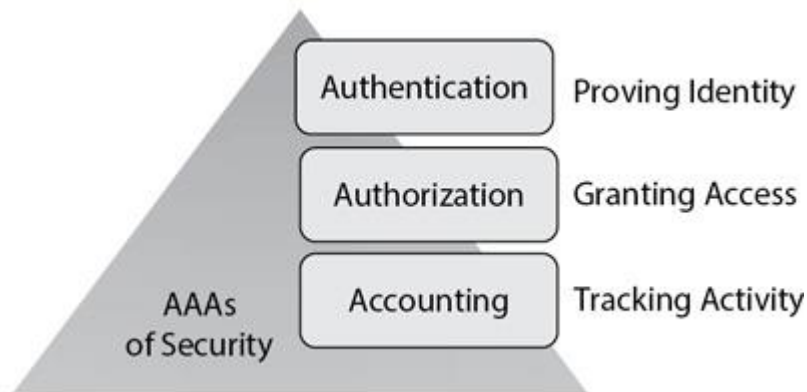 Authentication
Proving Identity
Authorization
Granting Access
Accounting
Tracking Activity
AAAs
of Security